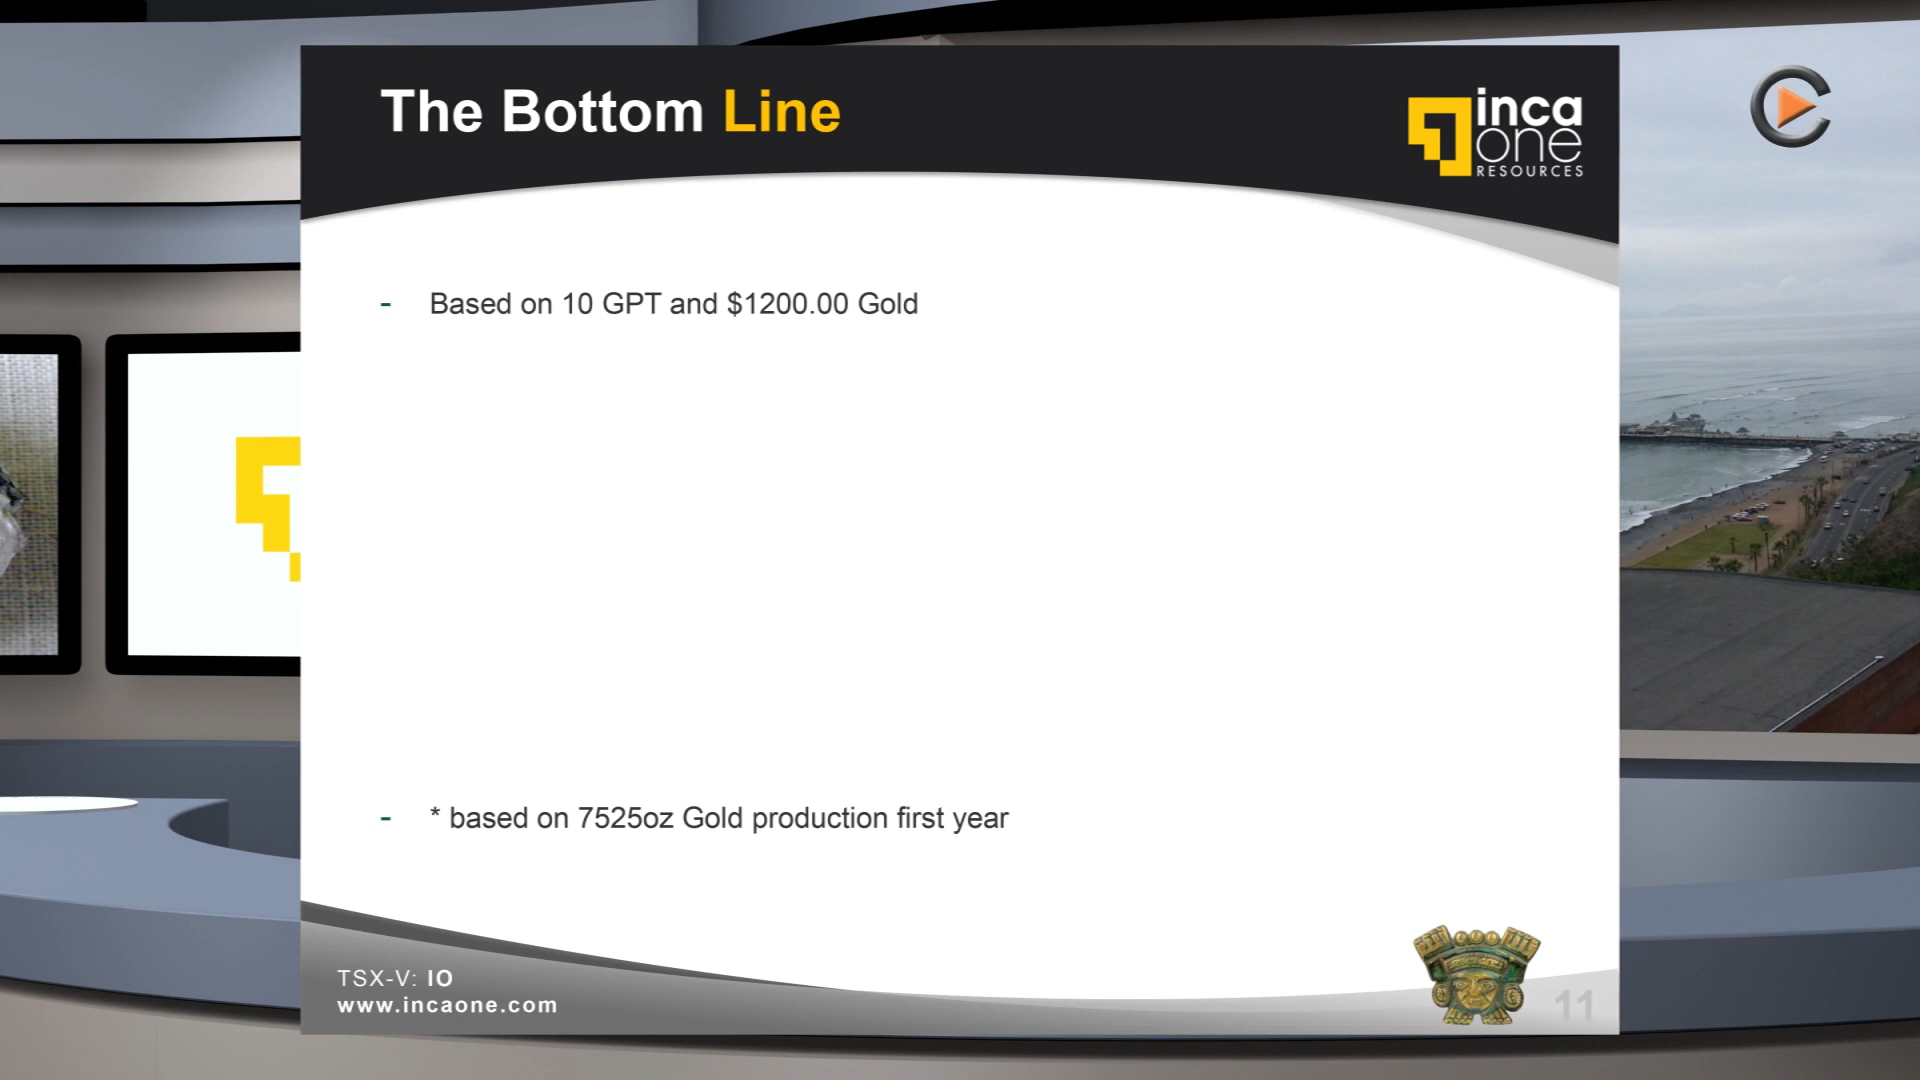 The Bottom Line
inca
one
RESOURCES
- Based on 10 GPT and $1200.00 Gold
- * based on 7525oz Gold production first year
TSX-V: IO
www.incaone.com
11